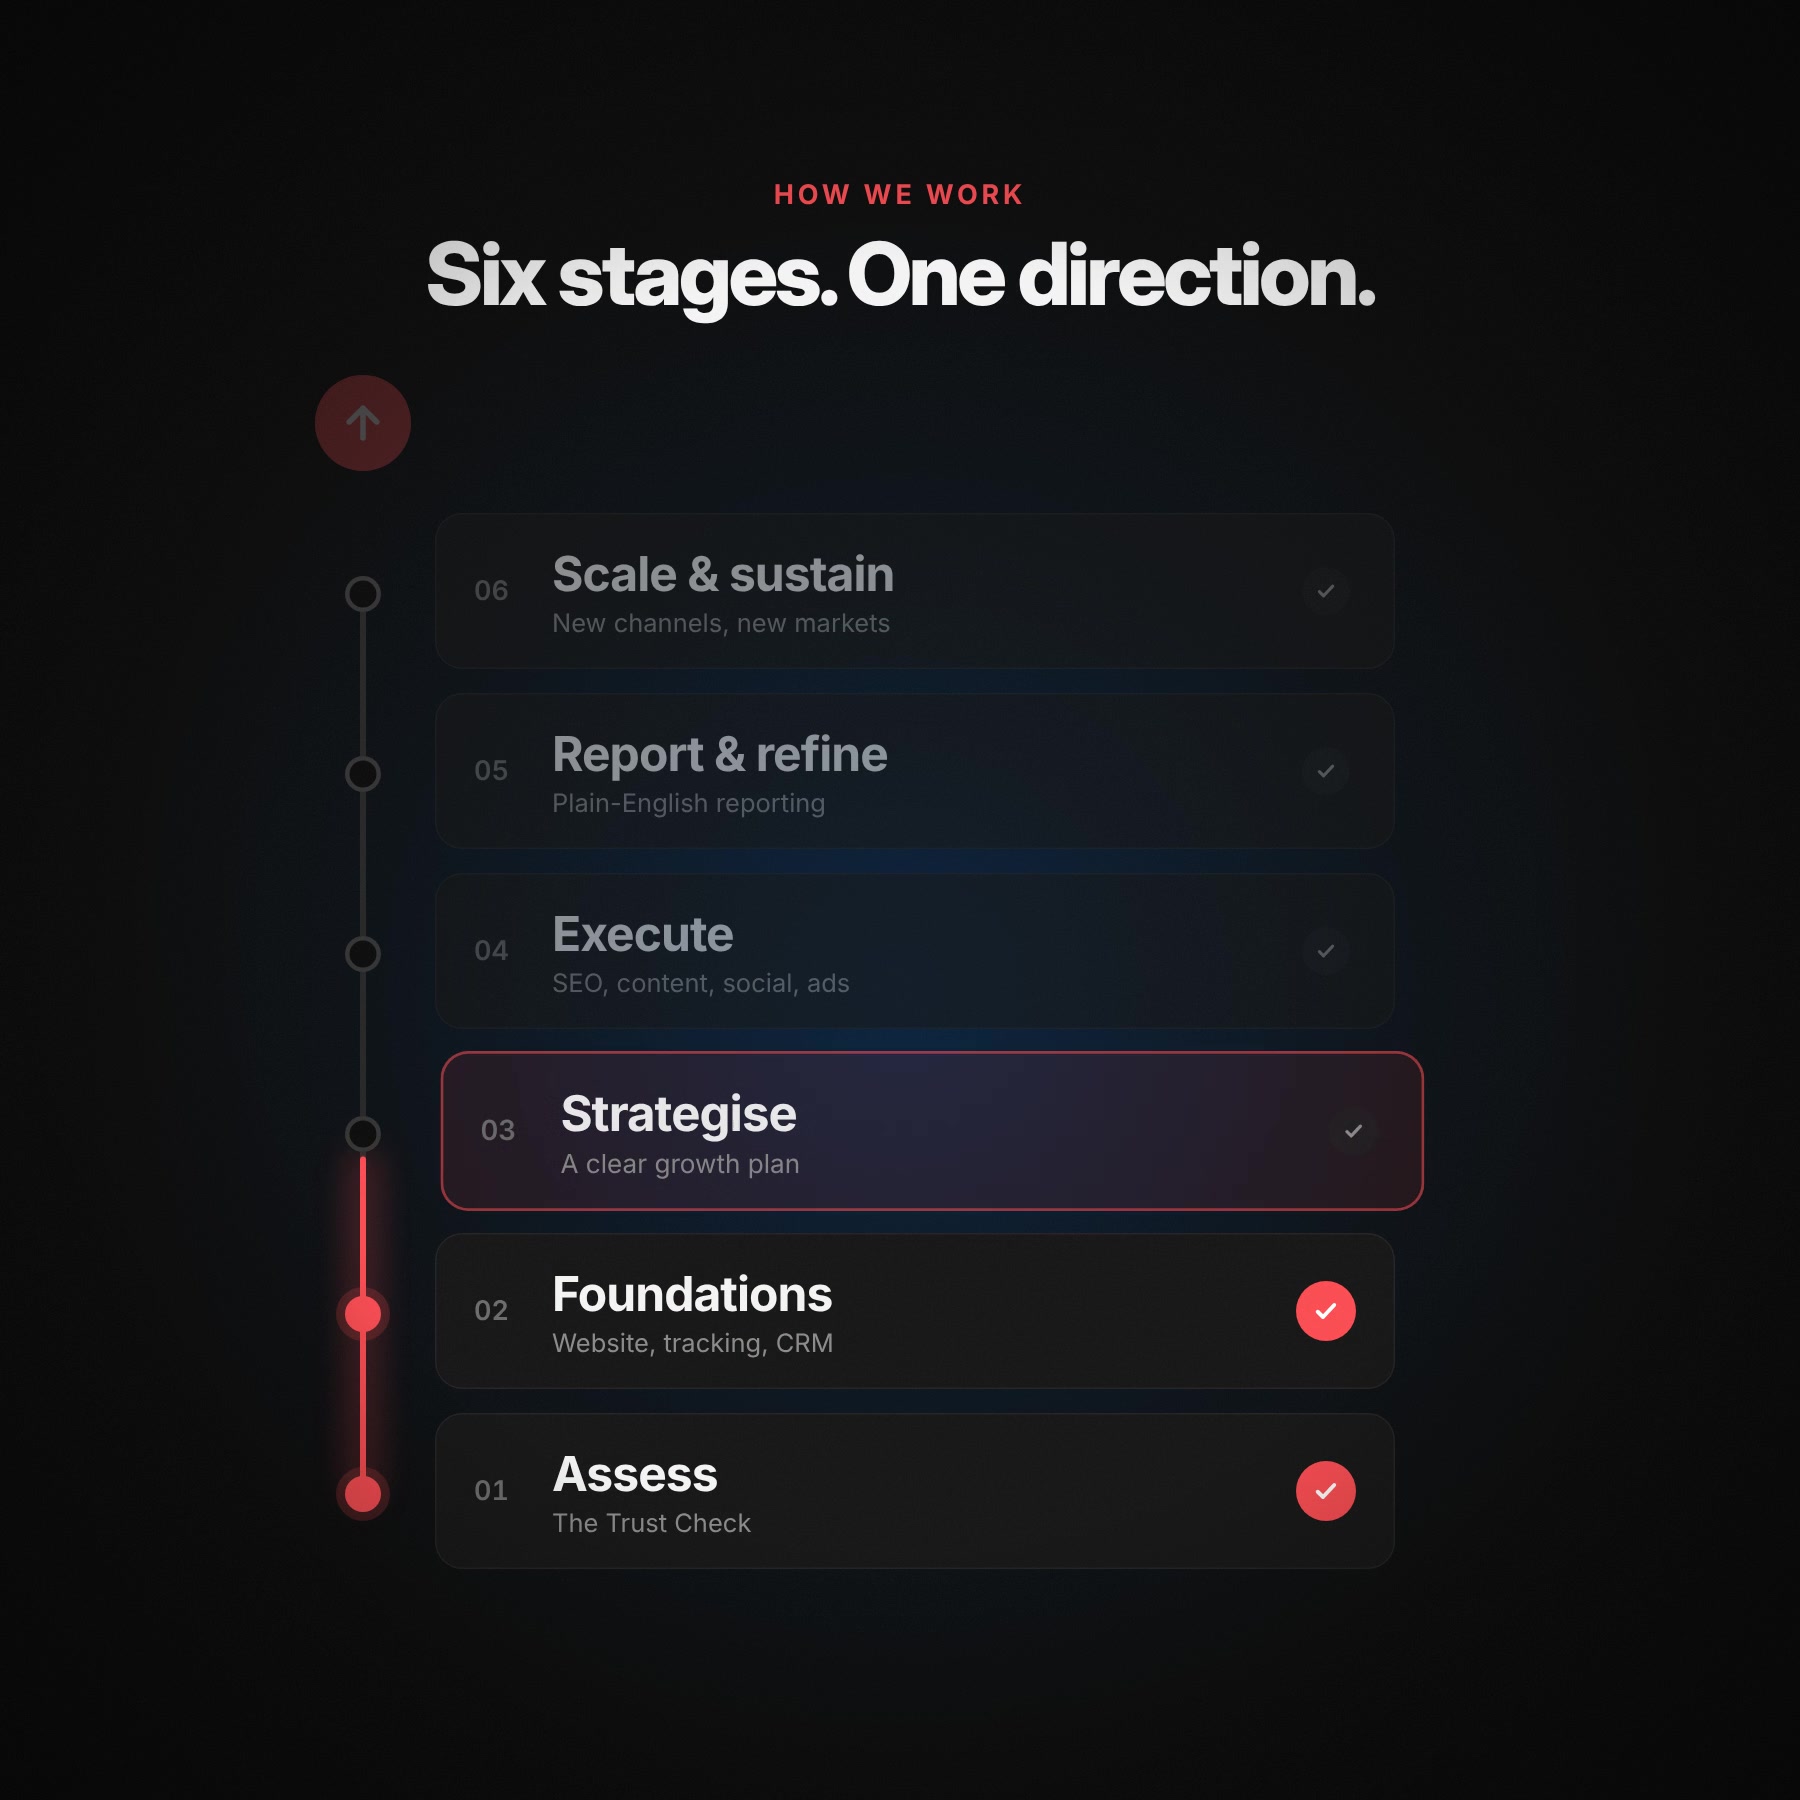 HOW WE WORK
Six stages. One direction.
06
Scale & sustain
New channels, new markets
05
Report & refine
Plain-English reporting
04
Execute
SEO, content, social, ads
03
Strategise
A clear growth plan
02
Foundations
Website, tracking, CRM
01
Assess
The Trust Check